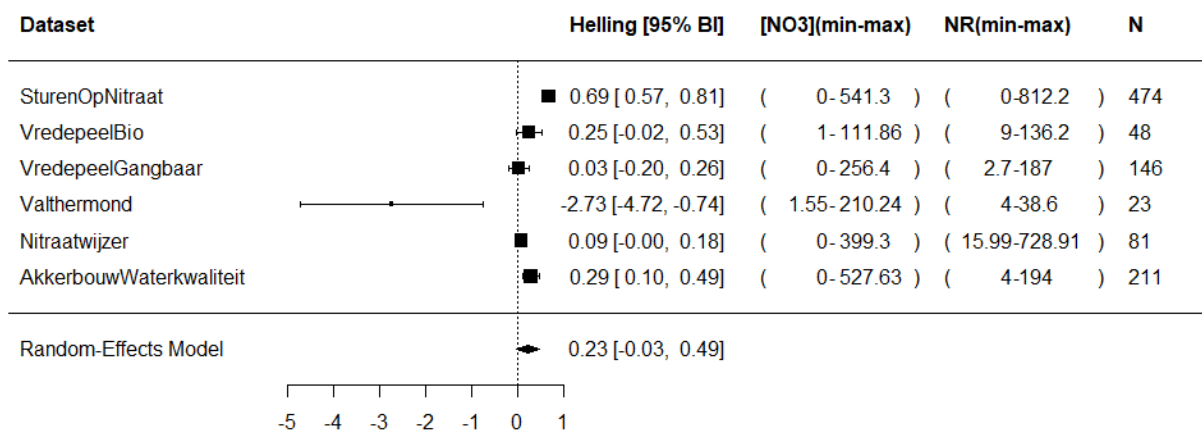 Dataset Helling [95% BI] [NO3](min-max) NR(min-max) N
SturenOpNitraat 0.69 [ 0.57, 0.81] ( 0-541.3 ) ( 0-812.2 ) 474
VredepeelBio 0.25 [-0.02, 0.53] ( 1-111.86 ) ( 9-136.2 ) 48
VredepeelGangbaar 0.03 [-0.20, 0.26] ( 0-256.4 ) ( 2.7-187 ) 146
Valthermond -2.73 [-4.72, -0.74] ( 1.55-210.24 ) ( 4-38.6 ) 23
Nitraatwijzer 0.09 [-0.00, 0.18] ( 0-399.3 ) ( 15.99-728.91 ) 81
AkkerbouwWaterkwaliteit 0.29 [ 0.10, 0.49] ( 0-527.63 ) ( 4-194 ) 211
Random-Effects Model 0.23 [-0.03, 0.49]
-5 -4 -3 -2 -1 0 1